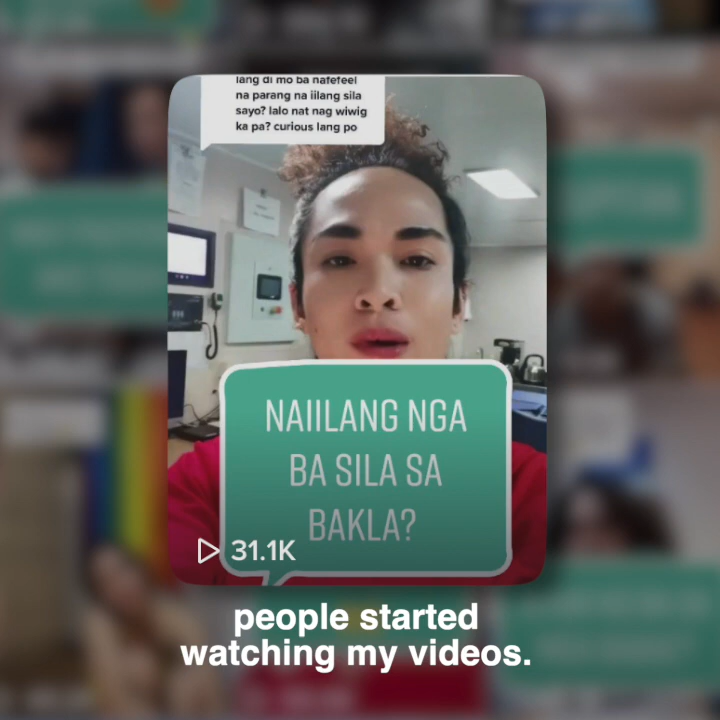 lang di mo ba nafefeel
na parang na iilang sila
sayo? lalo nat nag wiwig
ka pa? curious lang po
NAIILANG NGA
BA SILA SA
BAKLA?
31.1K
people started
watching my videos.